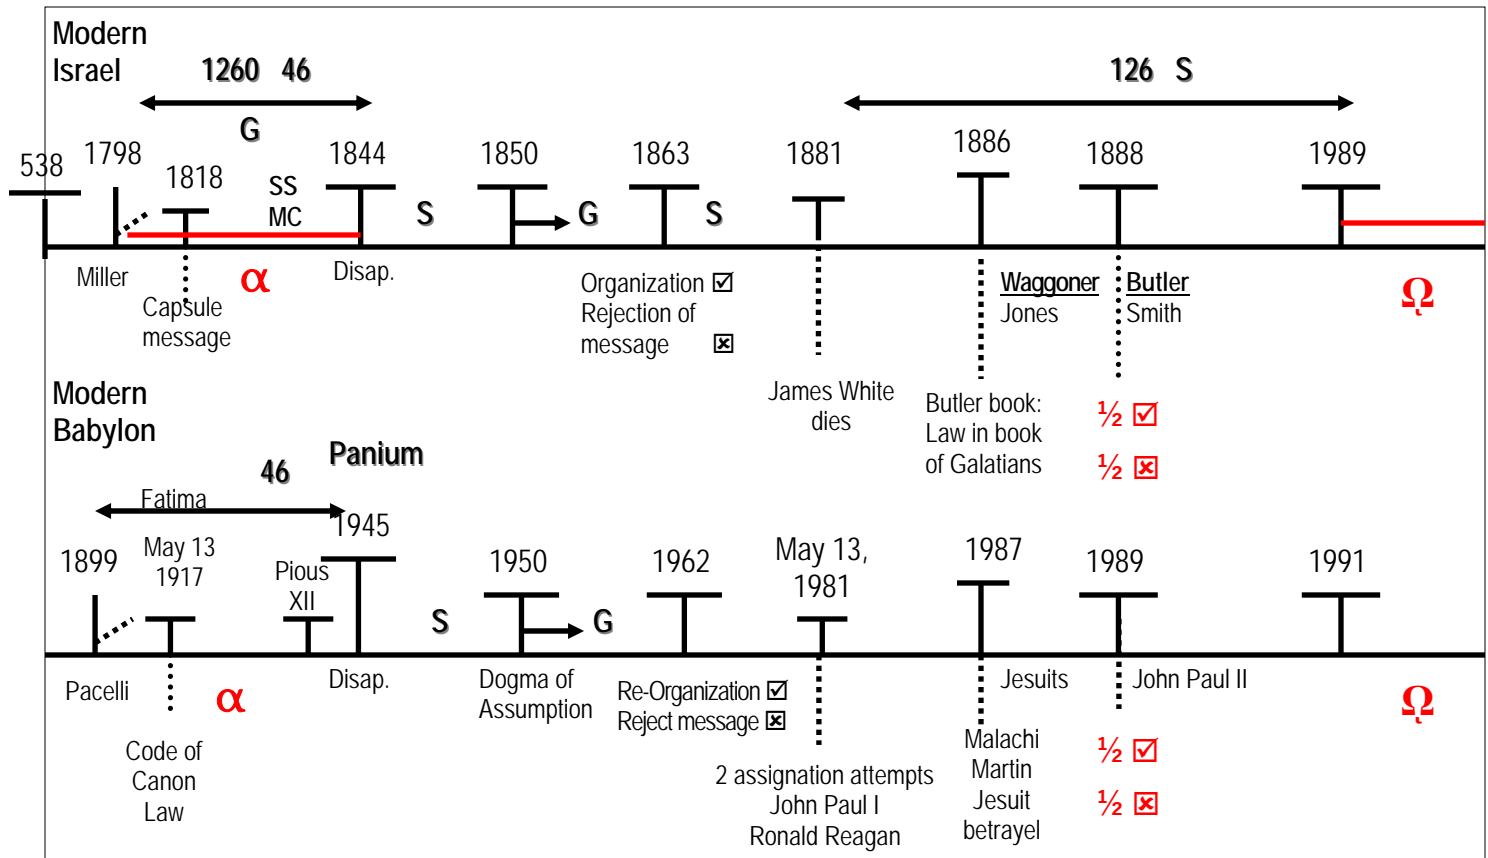 Modern
Israel
1260 46
126 S
G
538
1798
1818
SS
MC
1844
1850
1863
1881
1886
1888
1989
S
G
S
Miller
α
Disap.
Capsule
message
Organization ☑
Rejection of
message ☒
Waggoner
Jones
Butler
Smith
Ω
James White
dies
Butler book:
Law in book
of Galatians
½ ☑
½ ☒
Modern
Babylon
Panium
46
Fatima
1899
May 13
1917
Pious
XII
1945
1950
1962
May 13,
1981
1987
1989
1991
S
G
Pacelli
α
Disap.
Dogma of
Assumption
Re-Organization ☑
Reject message ☒
Jesuits
John Paul II
Ω
Code of
Canon
Law
2 assignation attempts
John Paul I
Ronald Reagan
Malachi
Martin
Jesuit
betrayel
½ ☑
½ ☒